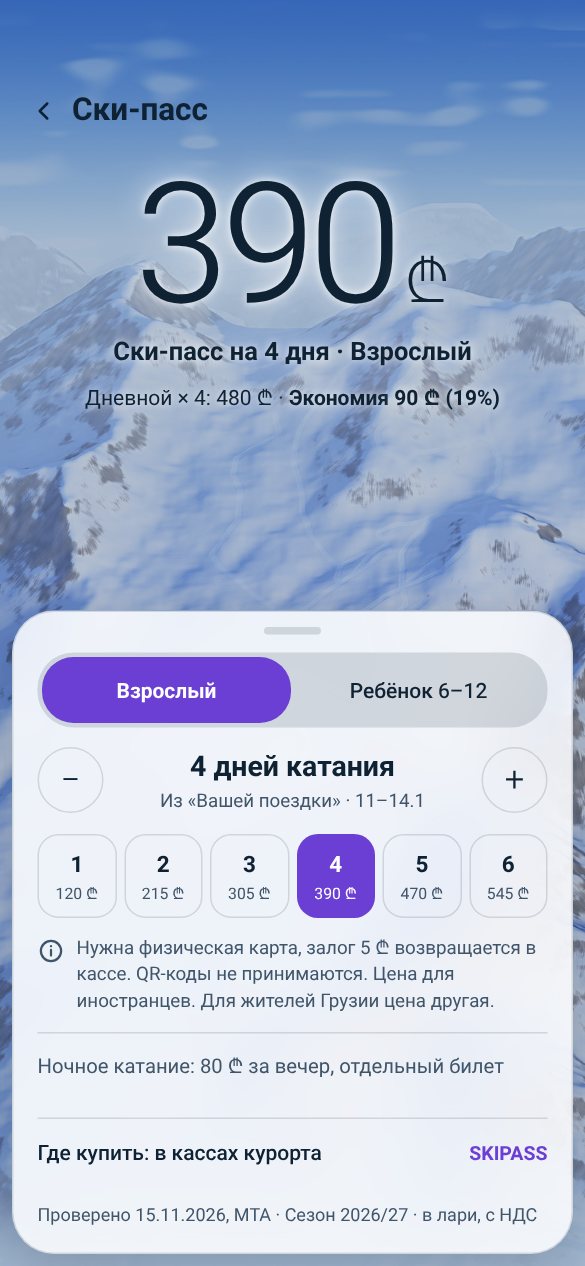 Ски-пасс
390 ₾
Ски-пасс на 4 дня · Взрослый
Дневной × 4: 480 ₾ · Экономия 90 ₾ (19%)
Взрослый
Ребёнок 6–12
−
4 дней катания
+
Из «Вашей поездки» · 11–14.1
1
120 ₾
2
215 ₾
3
305 ₾
4
390 ₾
5
470 ₾
6
545 ₾
Нужна физическая карта, залог 5 ₾ возвращается в
кассе. QR-коды не принимаются. Цена для
иностранцев. Для жителей Грузии цена другая.
Ночное катание: 80 ₾ за вечер, отдельный билет
Где купить: в кассах курорта
SKIPASS
Проверено 15.11.2026, MTA · Сезон 2026/27 · в лари, с НДС